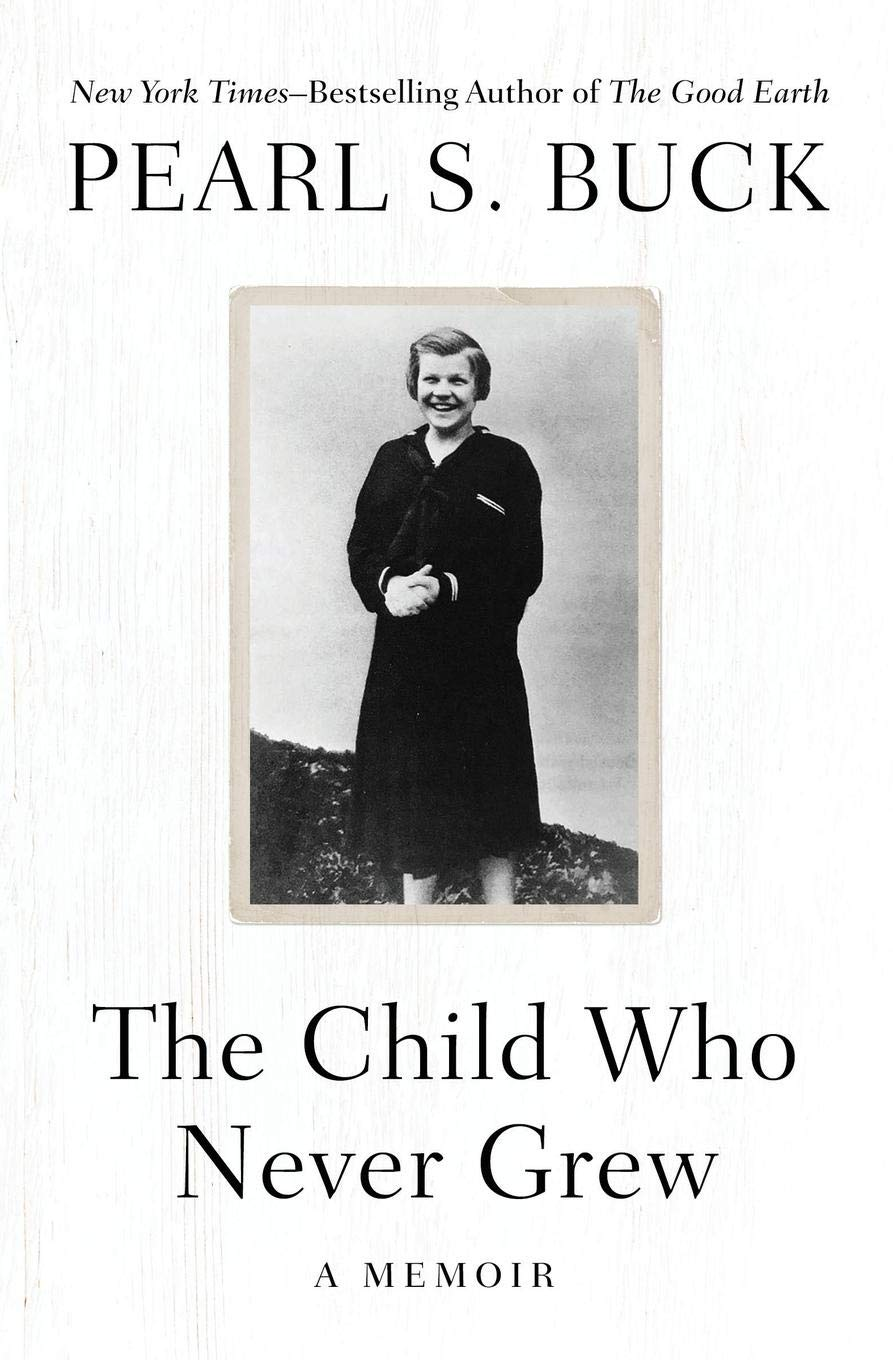 New York Times–Bestselling Author of The Good Earth
PEARL S. BUCK
The Child Who
Never Grew
A MEMOIR